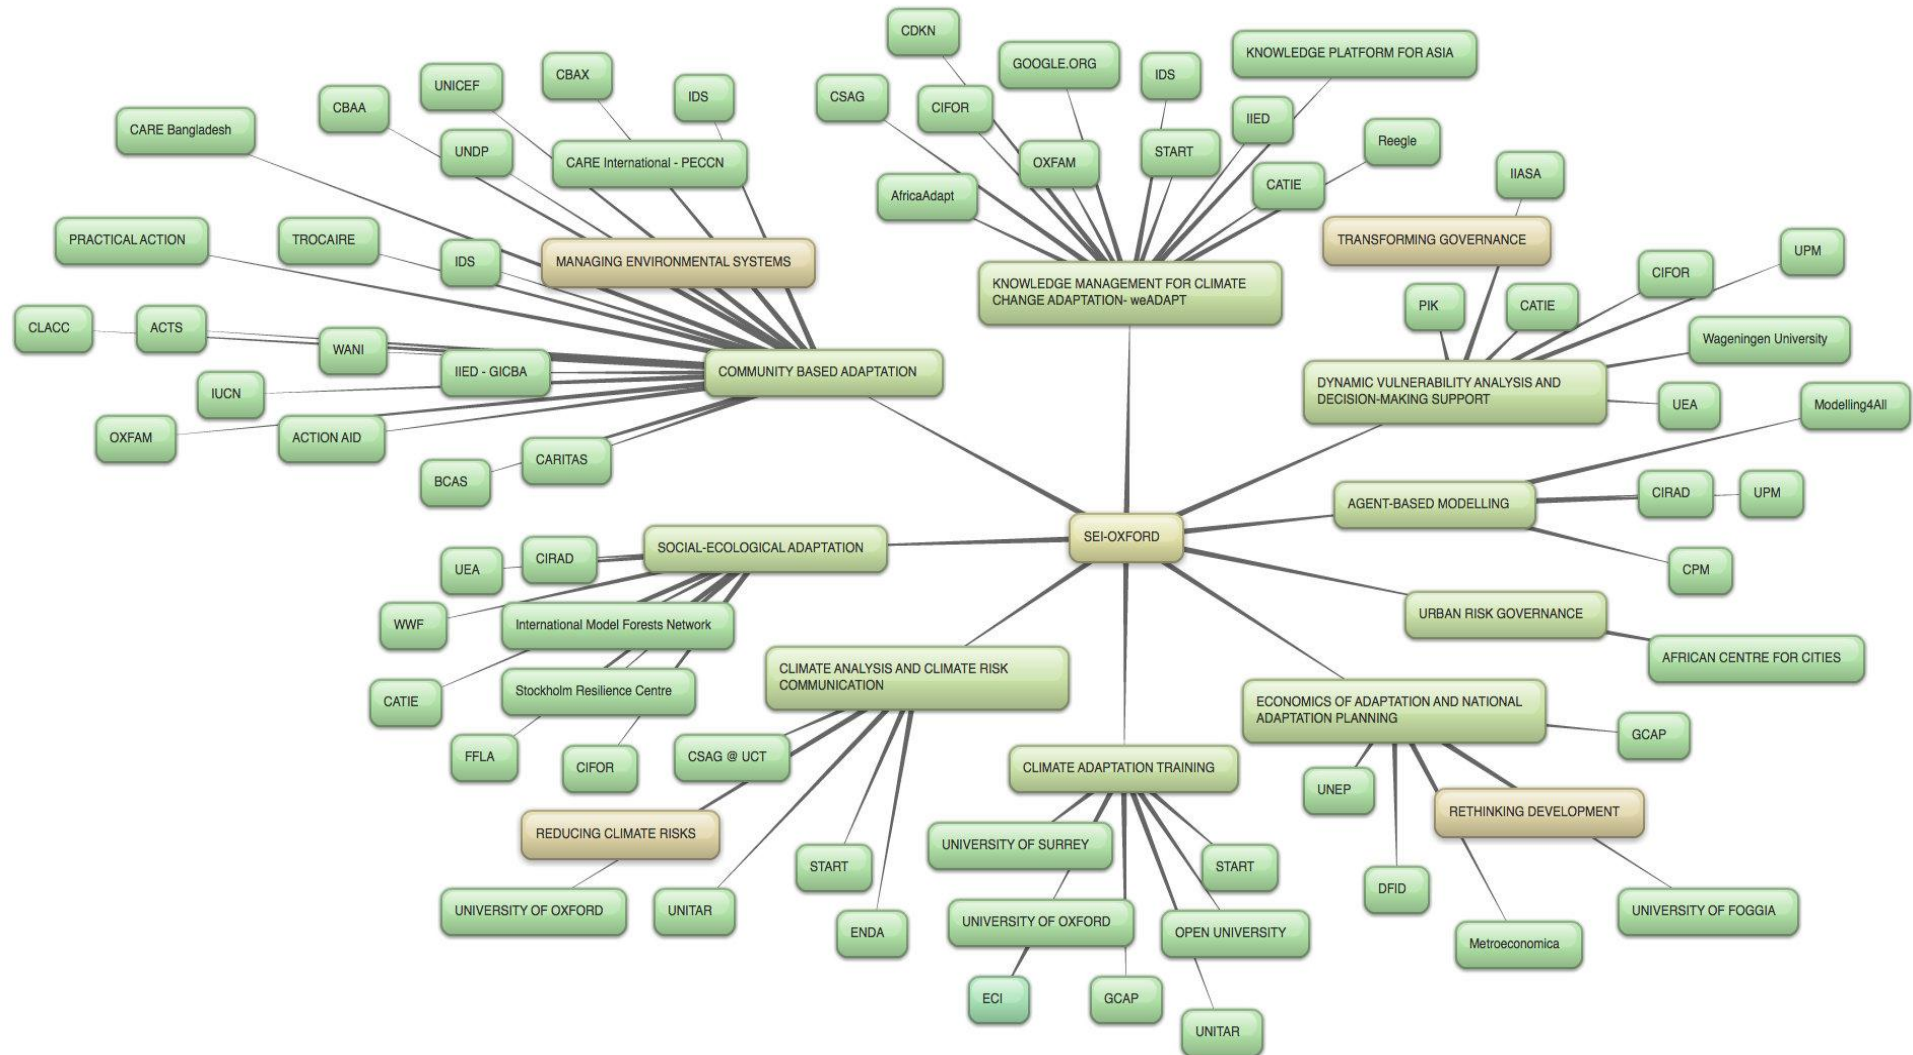 CDKN
GOOGLE.ORG
IDS
KNOWLEDGE PLATFORM FOR ASIA
CBAX
UNICEF
IDS
CSAG
CIFOR
IIED
CBAA
CARE Bangladesh
UNDP
CARE International - PECCN
OXFAM
START
Reegle
IIASA
AfricaAdapt
CATIE
PRACTICAL ACTION
TROCAIRE
IDS
MANAGING ENVIRONMENTAL SYSTEMS
TRANSFORMING GOVERNANCE
UPM
KNOWLEDGE MANAGEMENT FOR CLIMATE
CHANGE ADAPTATION- weADAPT
CIFOR
PIK
CATIE
CLACC
ACTS
WANI
Wageningen University
IIED - GICBA
COMMUNITY BASED ADAPTATION
IUCN
DYNAMIC VULNERABILITY ANALYSIS AND
DECISION-MAKING SUPPORT
UEA
Modelling4All
OXFAM
ACTION AID
CARITAS
BCAS
AGENT-BASED MODELLING
CIRAD
UPM
SEI-OXFORD
SOCIAL-ECOLOGICAL ADAPTATION
UEA
CIRAD
CPM
WWF
International Model Forests Network
URBAN RISK GOVERNANCE
AFRICAN CENTRE FOR CITIES
CLIMATE ANALYSIS AND CLIMATE RISK
COMMUNICATION
CATIE
Stockholm Resilience Centre
ECONOMICS OF ADAPTATION AND NATIONAL
ADAPTATION PLANNING
GCAP
FFLA
CIFOR
CSAG @ UCT
CLIMATE ADAPTATION TRAINING
UNEP
RETHINKING DEVELOPMENT
REDUCING CLIMATE RISKS
UNIVERSITY OF SURREY
START
START
DFID
UNIVERSITY OF OXFORD
UNITAR
ENDA
UNIVERSITY OF OXFORD
OPEN UNIVERSITY
UNIVERSITY OF FOGGIA
Metroeconomica
ECI
GCAP
UNITAR